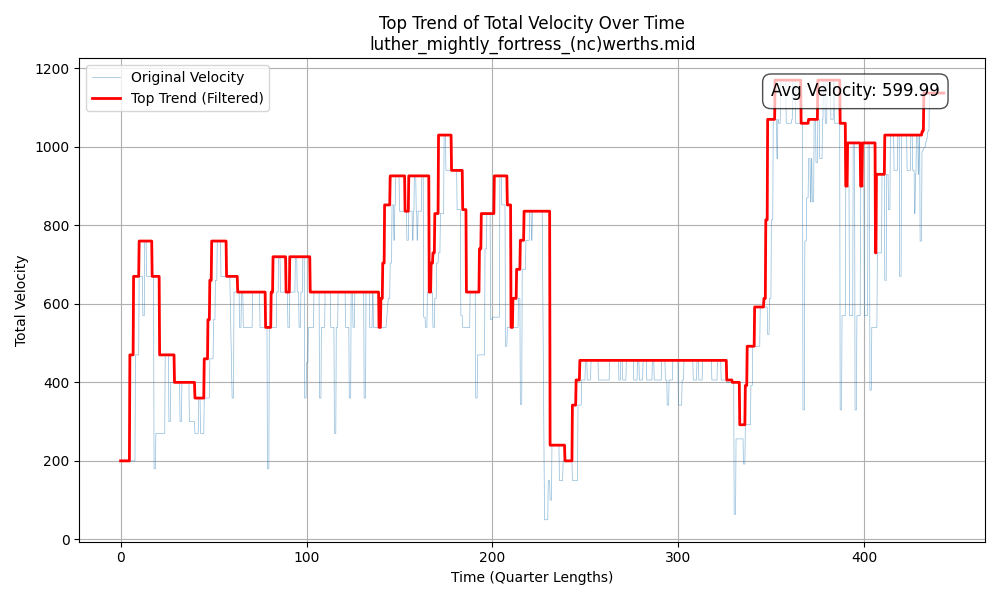 Top Trend of Total Velocity Over Time
luther_mightly_fortress_(nc)werths.mid
Original Velocity
Top Trend (Filtered)
Avg Velocity: 599.99
Total Velocity
1200
1000
800
600
400
200
0
0 100 200 300 400
Time (Quarter Lengths)